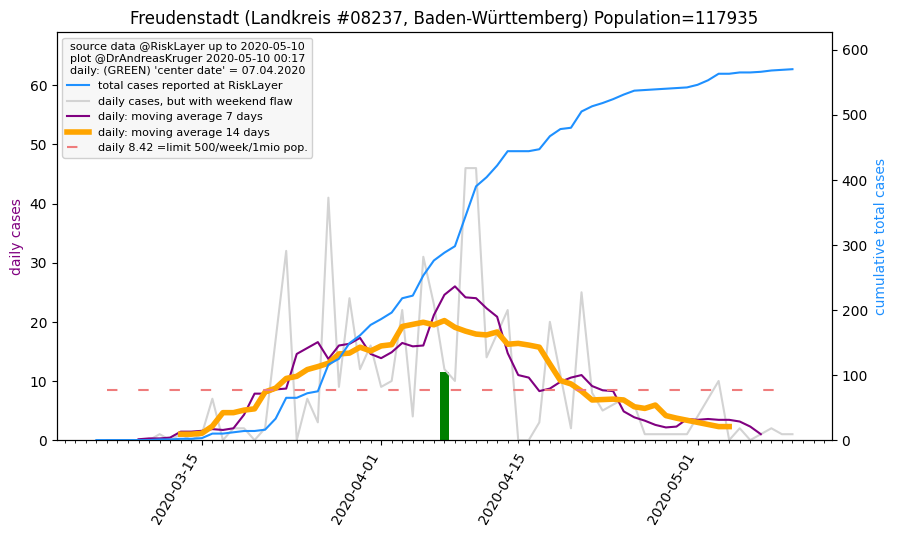 Freudenstadt (Landkreis #08237, Baden-Württemberg) Population=117935
source data @RiskLayer up to 2020-05-10
plot @DrAndreasKruger 2020-05-10 00:17
daily: (GREEN) 'center date' = 07.04.2020
total cases reported at RiskLayer
daily cases, but with weekend flaw
daily: moving average 7 days
daily: moving average 14 days
daily 8.42 =limit 500/week/1mio pop.
daily cases
60
50
40
30
20
10
0
600
500
400
300
200
100
0
cumulative total cases
2020-03-15
2020-04-01
2020-04-15
2020-05-01